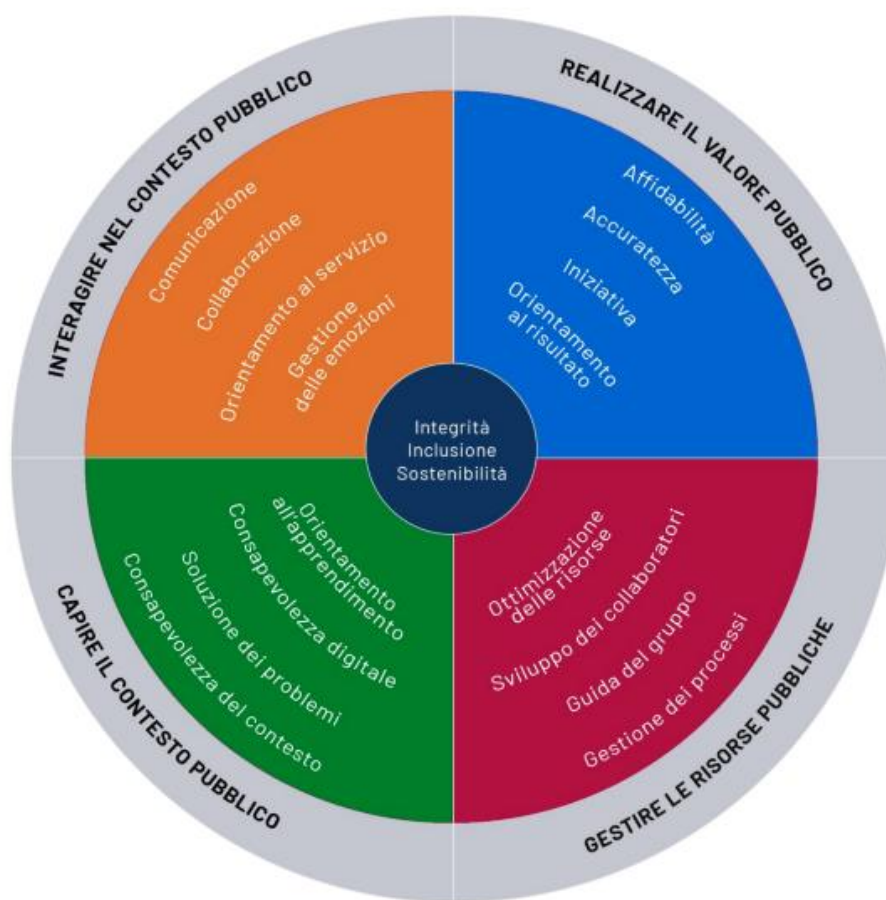 INTERAGIRE NEL CONTESTO PUBBLICO
Comunicazione
Collaborazione
Orientamento al servizio
Gestione
delle emozioni
REALIZZARE IL VALORE PUBBLICO
Affidabilità
Accuratezza
Iniziativa
Orientamento
al risultato
Integrità
Inclusione
Sostenibilità
CAPIRE IL CONTESTO PUBBLICO
Orientamento
all'apprendimento
Consapevolezza digitale
Soluzione dei problemi
Consapevolezza del contesto
GESTIRE LE RISORSE PUBBLICHE
Ottimizzazione
delle risorse
Sviluppo dei collaboratori
Guida del gruppo
Gestione dei processi